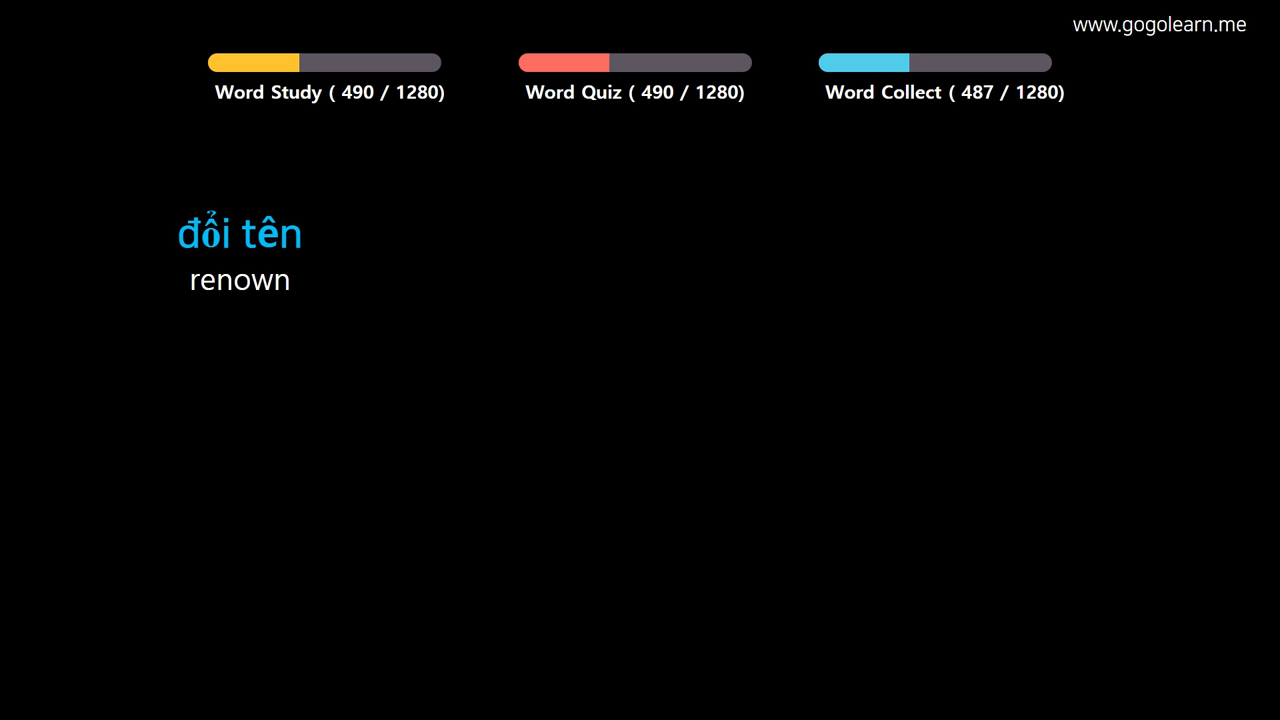 www.gogolearn.me
Word Study ( 490 / 1280)
Word Quiz ( 490 / 1280)
Word Collect ( 487 / 1280)
đổi tên
renown